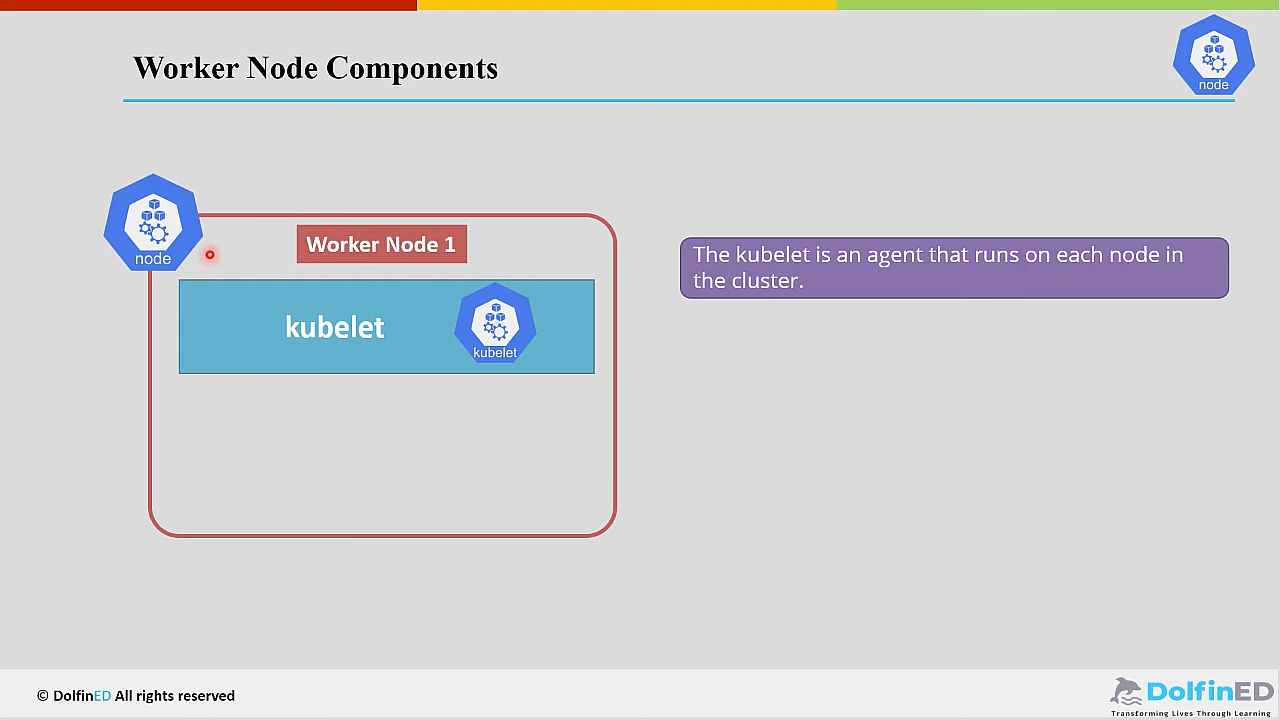 Worker Node Components
node
node
Worker Node 1
kubelet
kubelet
The kubelet is an agent that runs on each node in
the cluster.
© DolfinED All rights reserved
DolfinED
Transforming Lives Through Learning